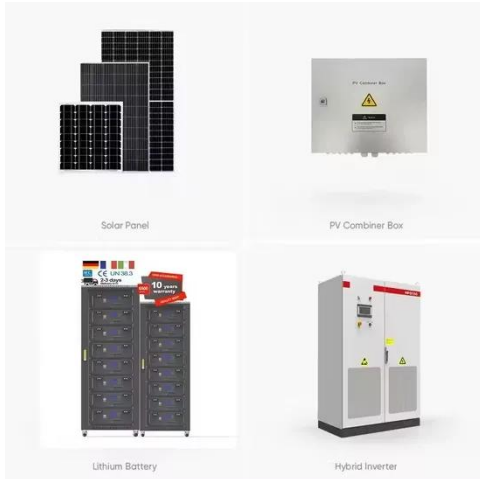 Solar Panel
PV Combiner Box
PV Combiner Box
CE UN38.3
2-3 days
10 years
warranty
Lithium Battery
Hybrid Inverter